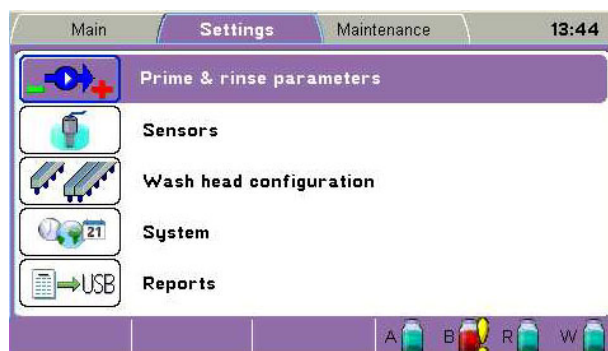 Main Settings Maintenance 13:44
Prime & rinse parameters
Sensors
Wash head configuration
21 System
USB Reports
A B R W